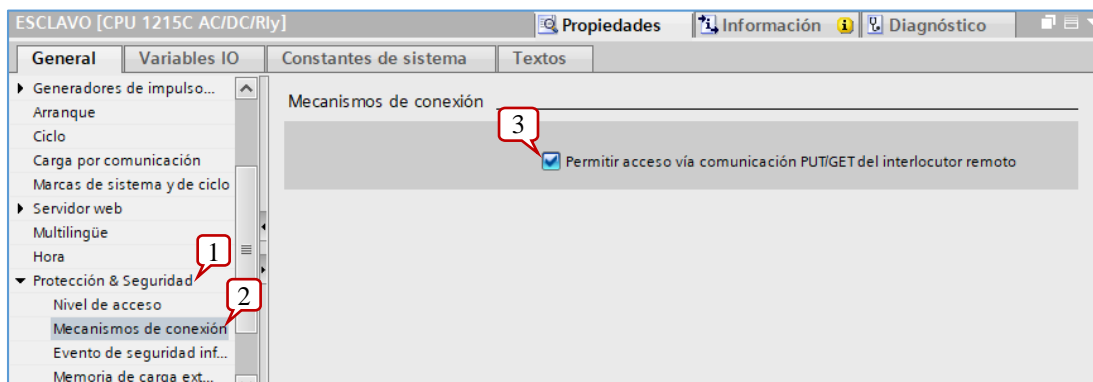 ESCLAVO [CPU 1215C AC/DC/Rly]
Propiedades
Información
Diagnóstico
General
Variables IO
Constantes de sistema
Textos
Generadores de impulso...
Arranque
Ciclo
Carga por comunicación
Marcas de sistema y de ciclo
Servidor web
Multilingüe
Hora
1
Protección & Seguridad
Nivel de acceso
2
Mecanismos de conexión
Evento de seguridad inf...
Memoria de carga ext...
Mecanismos de conexión
3
Permitir acceso vía comunicación PUT/GET del interlocutor remoto